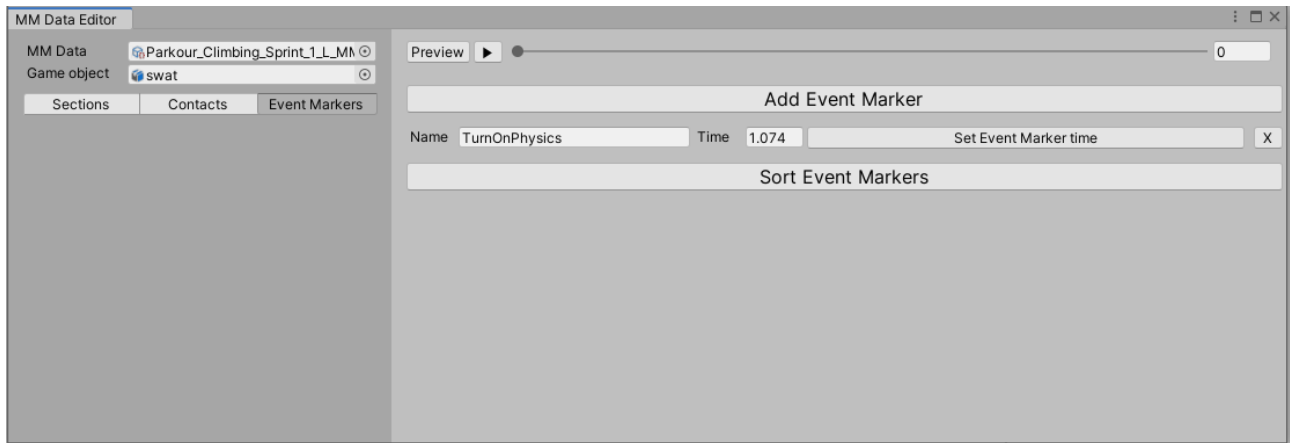 MM Data Editor
MM Data Parkour_Climbing_Sprint_1_L_MM
Game object swat
Sections Contacts Event Markers
Preview 0
Add Event Marker
Name TurnOnPhysics Time 1.074 Set Event Marker time X
Sort Event Markers